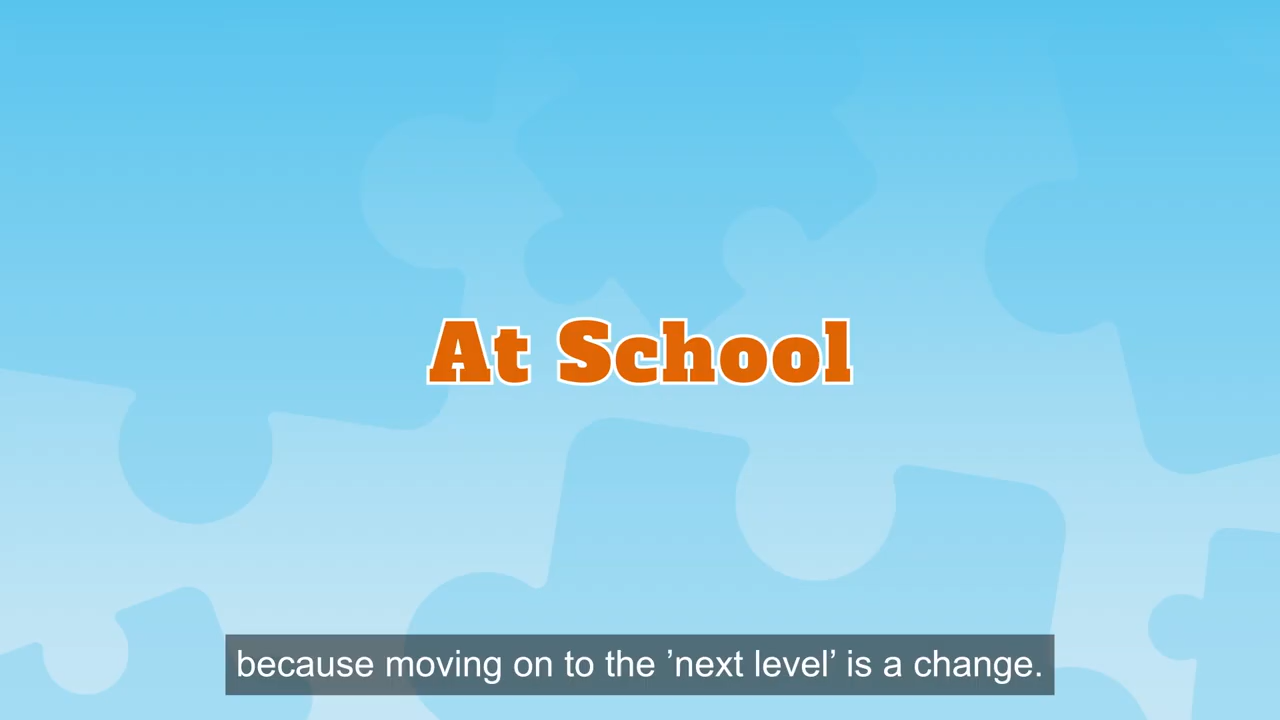 At School
because moving on to the ’next level’ is a change.